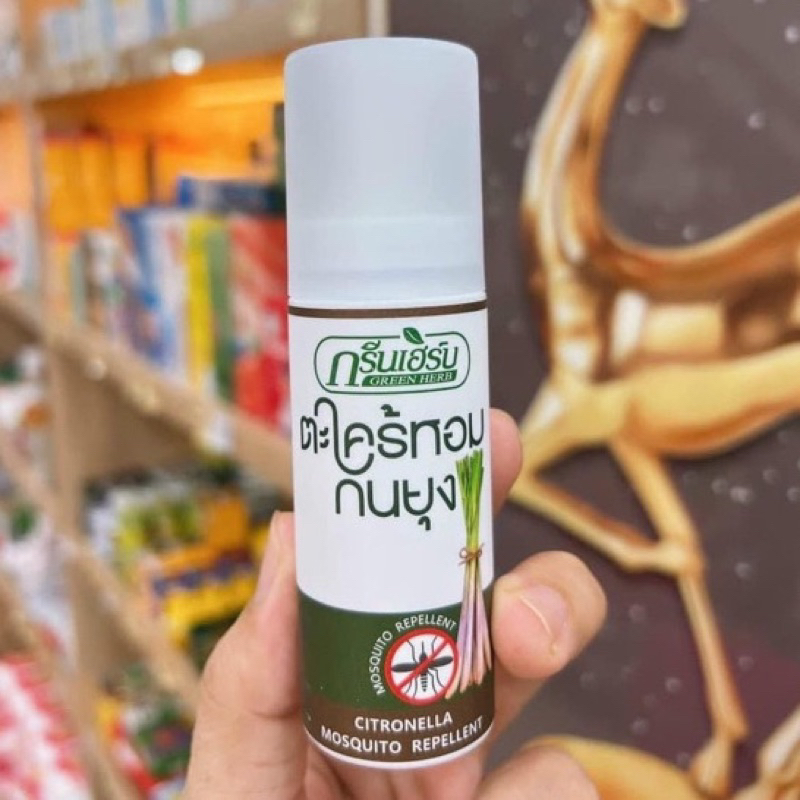 กรีนเฮิร์บ
GREEN HERB
ตะไคร้หอม
กันยุง
MOSQUITO REPELLENT
CITRONELLA
MOSQUITO REPELLENT